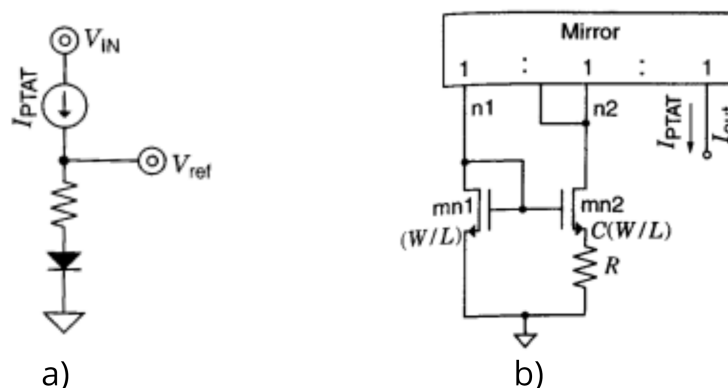 V_IN
I_PTAT
V_ref
a)
Mirror
1 : 1 : 1
n1 n2
I_PTAT
mn1 mn2
(W/L) C(W/L)
R
b)